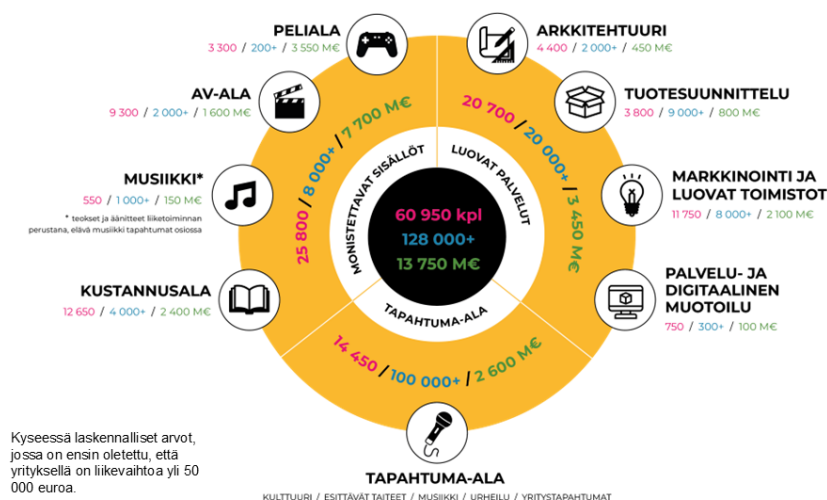 PELIALA
3 300 / 200+ / 3 550 M€
ARKKITEHTUURI
4 400 / 2 000+ / 450 M€
AV-ALA
9 300 / 2 000+ / 1 600 M€
TUOTESUUNNITTELU
3 800 / 9 000+ / 800 M€
MUSIIKKI*
550 / 1 000+ / 150 M€
* teokset ja äänitteet liiketoiminnan
perustana, elävä musiikki tapahtumat osiossa
MARKKINOINTI JA
LUOVAT TOIMISTOT
11 750 / 8 000+ / 2 100 M€
KUSTANNUSALA
12 650 / 4 000+ / 2 400 M€
PALVELU- JA
DIGITAALINEN
MUOTOILU
750 / 300+ / 100 M€
25 800 / 8 000+ / 7 700 M€
MONISTETTAVAT SISÄLLÖT
20 700 / 20 000+ / 3 450 M€
LUOVAT PALVELUT
60 950 kpl
128 000+
13 750 M€
TAPAHTUMA-ALA
14 450 / 100 000+ / 2 600 M€
Kyseessä laskennalliset arvot,
jossa on ensin oletettu, että
yrityksellä on liikevaihtoa yli 50
000 euroa.
TAPAHTUMA-ALA
KULTTUURI / ESITTÄVÄT TAITEET / MUSIIKKI / URHEILU / YRITYSTAPAHTUMAT